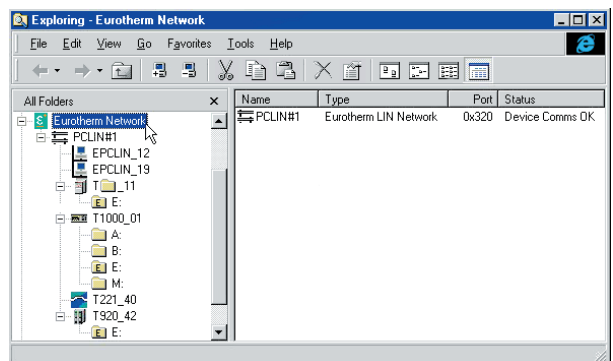 Exploring - Eurotherm Network
File Edit View Go Favorites Tools Help
All Folders
Name Type Port Status
Eurotherm Network
PCLIN#1
EPCLIN_12
EPCLIN_19
T _11
E:
T1000_01
A:
B:
E:
M:
T221_40
T920_42
E:
PCLIN#1 Eurotherm LIN Network 0x320 Device Comms OK